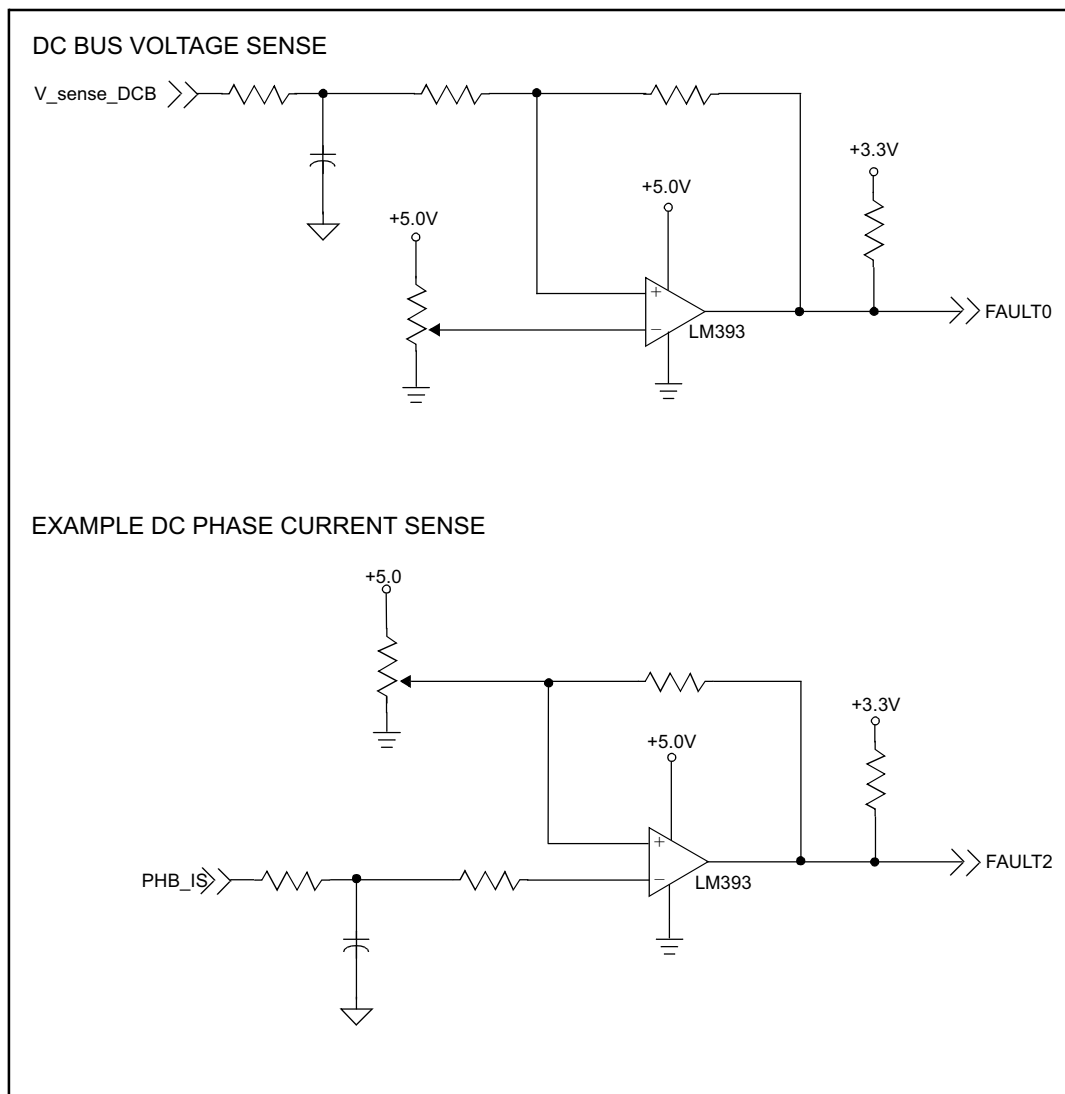 DC BUS VOLTAGE SENSE
V_sense_DCB
+3.3V
+5.0V
+5.0V
+
−
LM393
FAULT0
EXAMPLE DC PHASE CURRENT SENSE
+5.0
+3.3V
+5.0V
+
−
LM393
FAULT2
PHB_IS